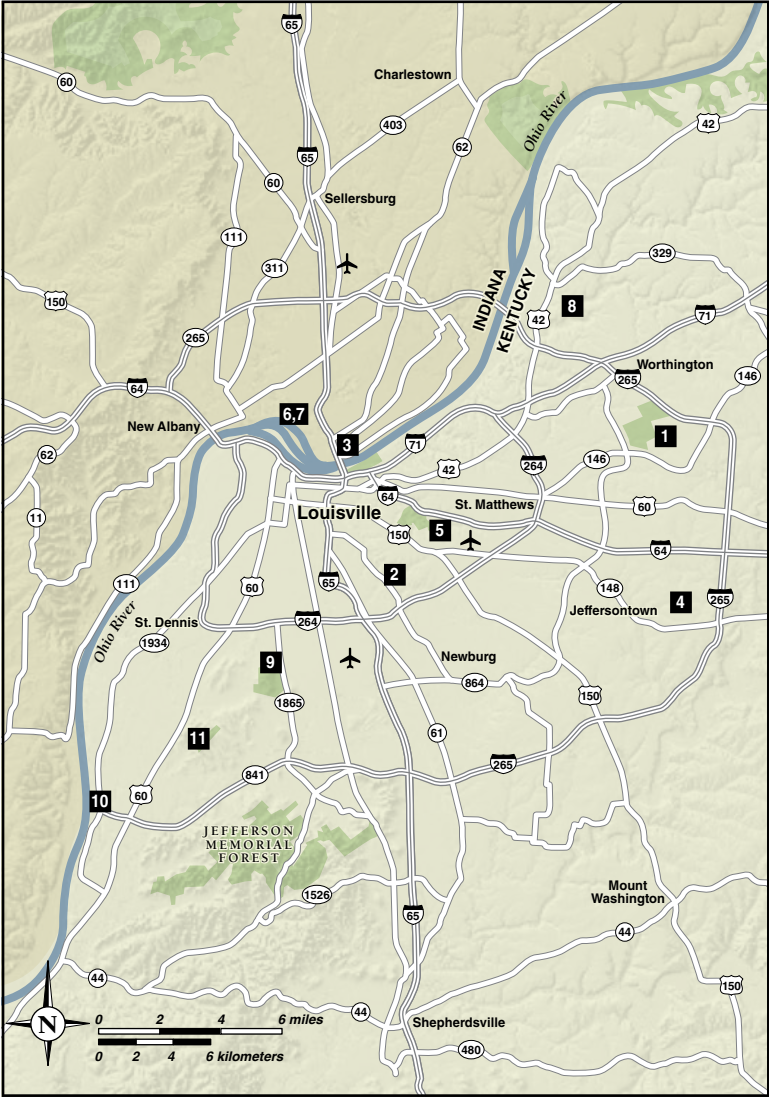 65
Charlestown
60
Ohio River
403
42
62
65
60
Sellersburg
111
311
329
INDIANA
KENTUCKY
150
8
42
71
265
Worthington
265
146
64
6,7
New Albany
3
71
1
62
42
264
146
64
St. Matthews
60
Louisville
11
5
150
64
2
65
111
60
148
4
265
Jeffersontown
Ohio River
St. Dennis
264
1934
9
Newburg
864
150
1865
61
11
265
841
60
10
JEFFERSON
MEMORIAL
FOREST
1526
Mount
Washington
65
44
44
150
N
0 2 4 6 miles
0 2 4 6 kilometers
44
Shepherdsville
480